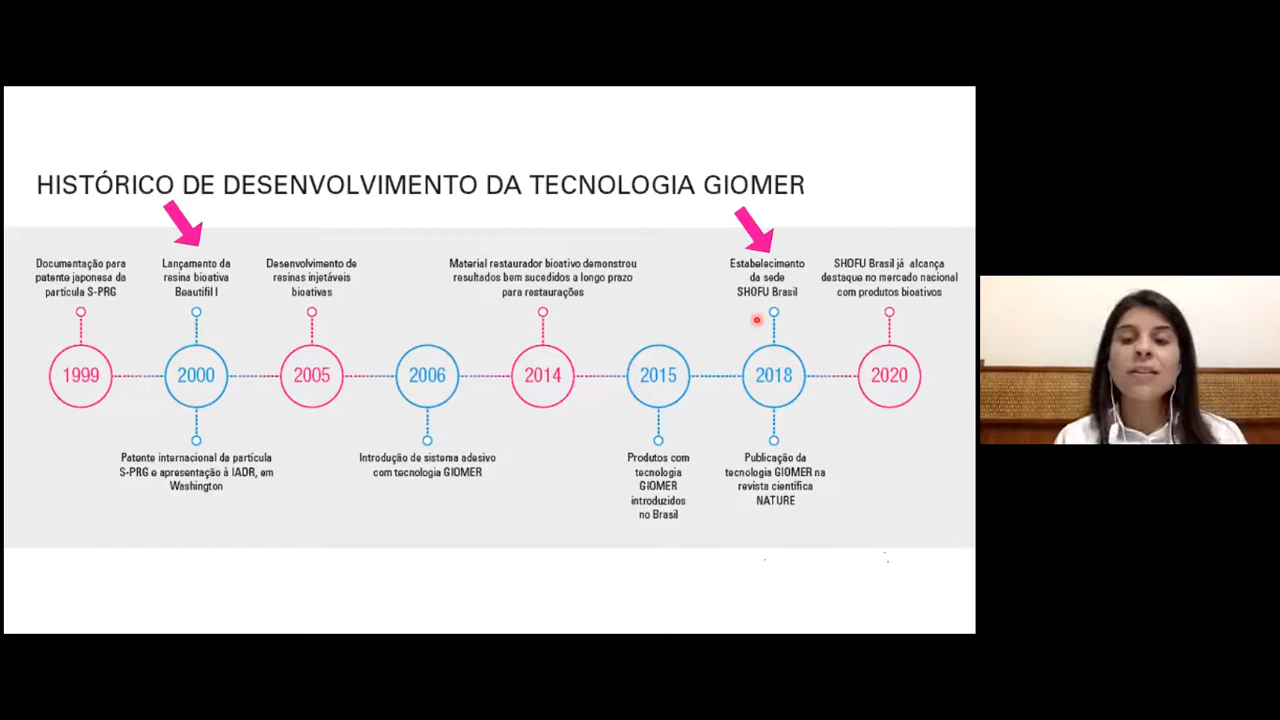 HISTÓRICO DE DESENVOLVIMENTO DA TECNOLOGIA GIOMER
Documentação para
patente japonesa da
partícula S-PRG
Lançamento da
resina bioativa
Beautifil I
Desenvolvimento de
resinas injetáveis
bioativas
Material restaurador bioativo demonstrou
resultados bem sucedidos a longo prazo
para restaurações
Estabelecimento
da sede
SHOFU Brasil
SHOFU Brasil já alcança
destaque no mercado nacional
com produtos bioativos
1999
2000
2005
2006
2014
2015
2018
2020
Patente internacional da partícula
S-PRG e apresentação à IADR, em
Washington
Introdução de sistema adesivo
com tecnologia GIOMER
Produtos com
tecnologia
GIOMER
introduzidos
no Brasil
Publicação da
tecnologia GIOMER na
revista científica
NATURE